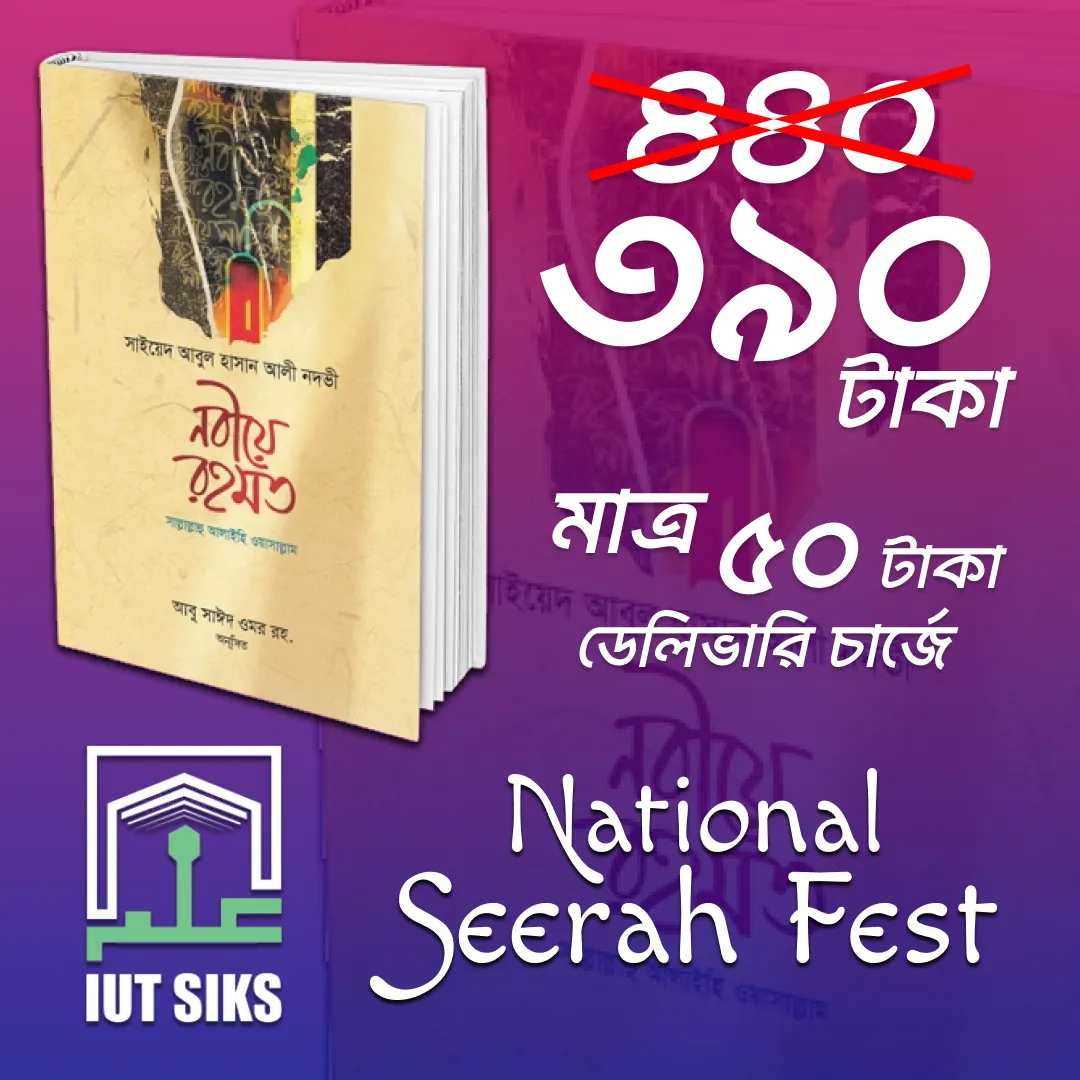 সাইয়েদ আবুল হাসান আলী নদভী
নবীয়ে
রহমত
সাল্লাল্লাহু আলাইহি ওয়াসাল্লাম
আবু সাঈদ ওমর রহ.
অনূদিত
৪৪০
৩৯০
টাকা
মাত্র ৫০ টাকা
ডেলিভারি চার্জে
IUT SIKS
National
Seerah Fest